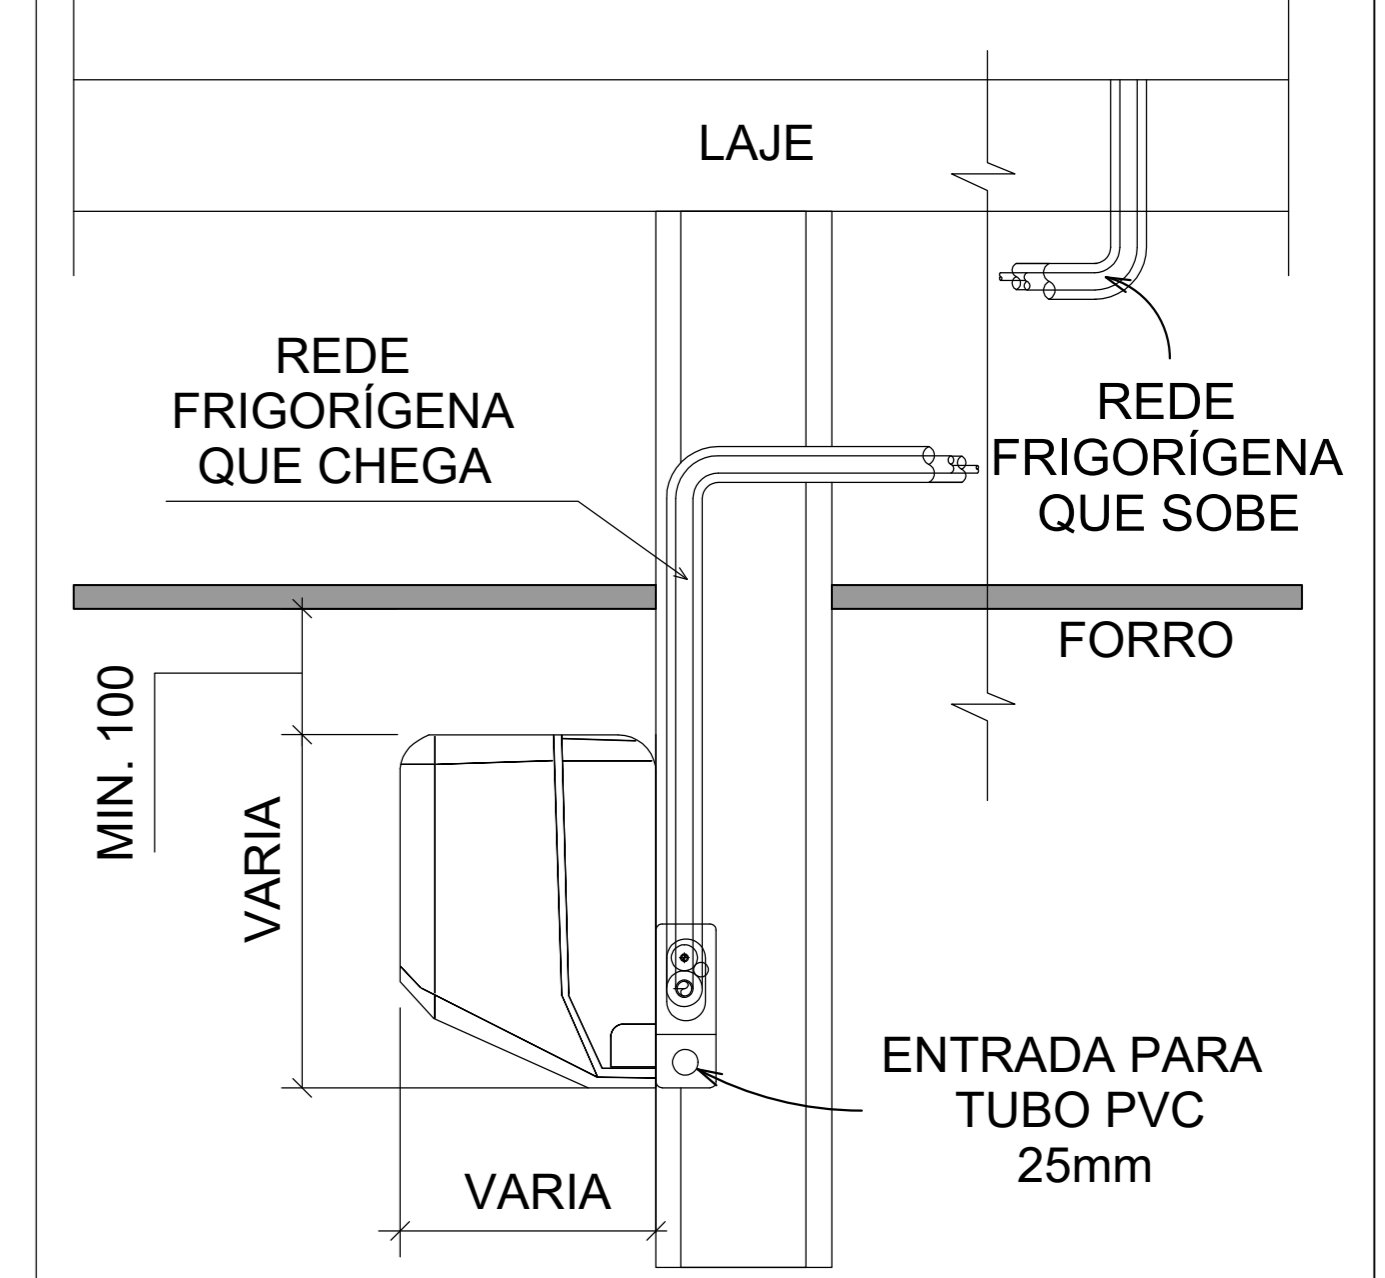 LAJE
REDE
FRIGORÍGENA
QUE CHEGA
REDE
FRIGORÍGENA
QUE SOBE
FORRO
MIN. 100
VARIA
ENTRADA PARA
TUBO PVC
25mm
VARIA